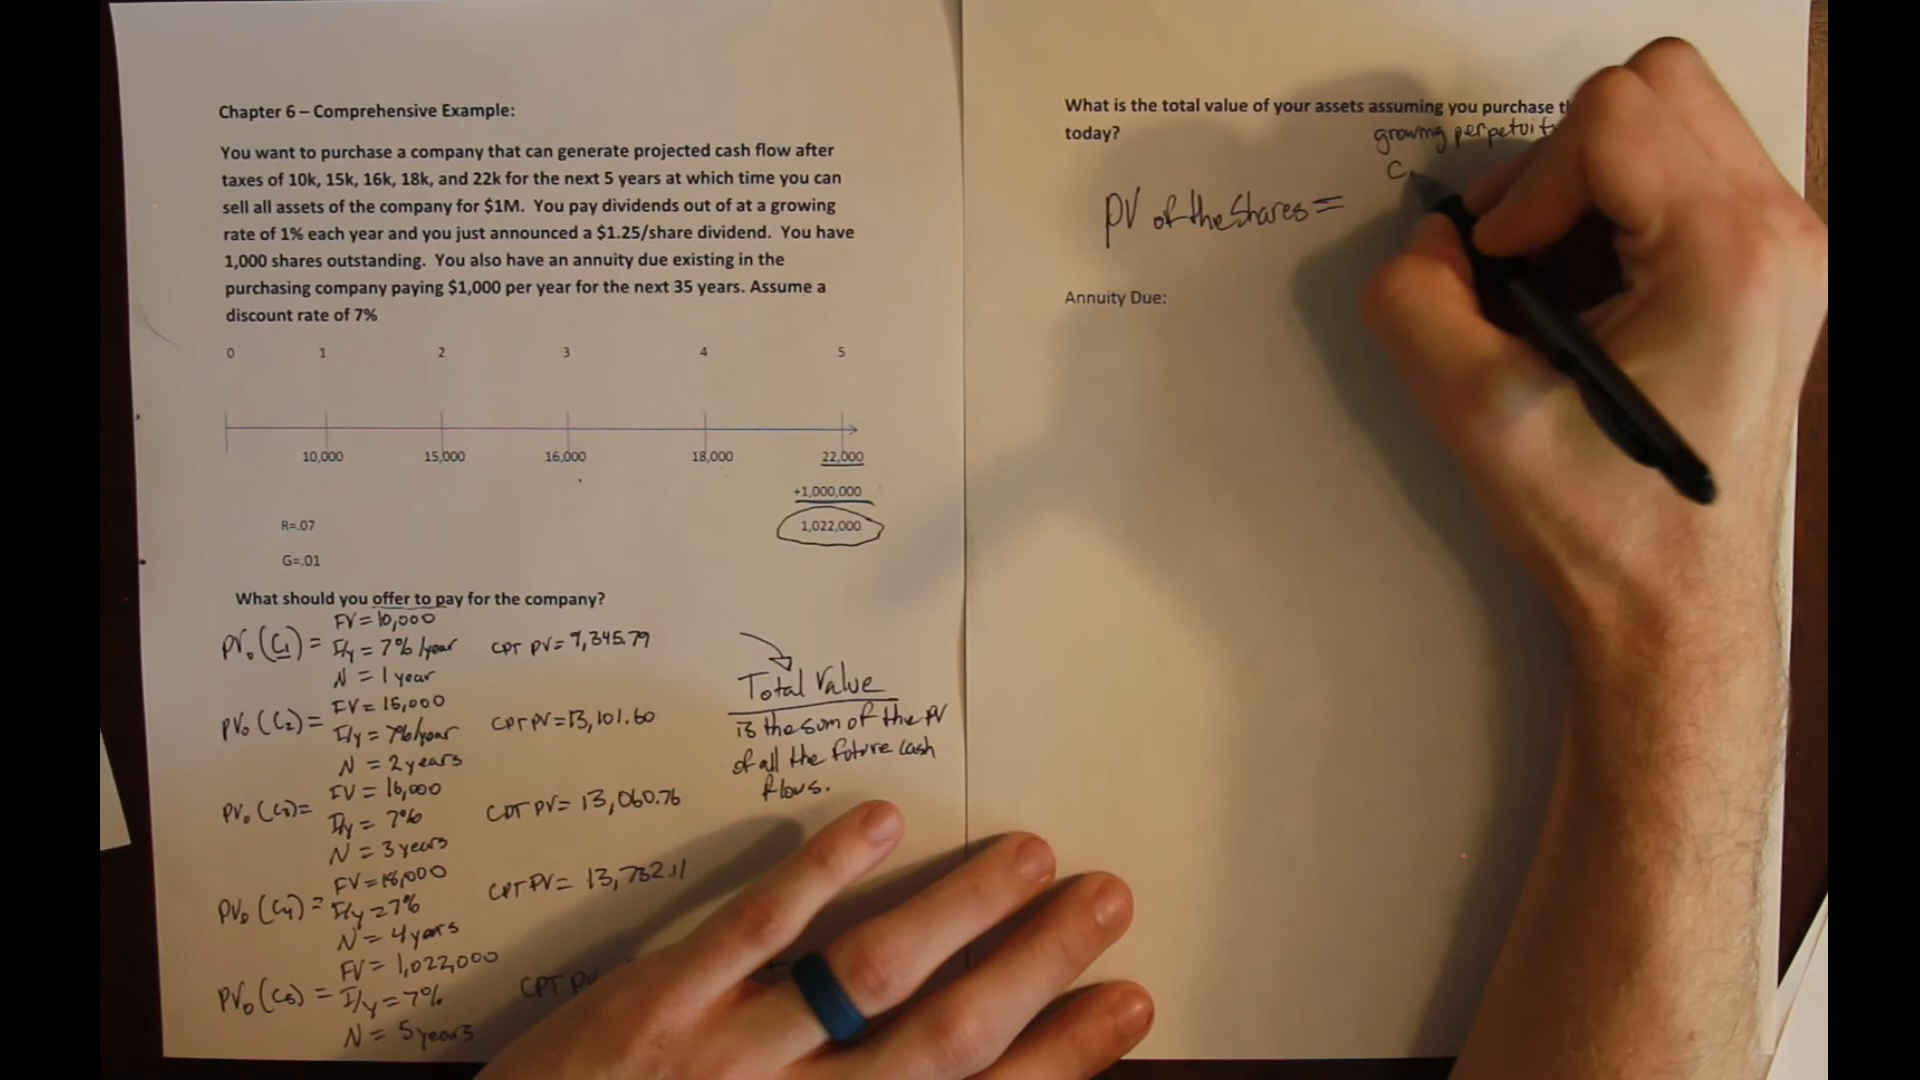 Chapter 6 – Comprehensive Example:
You want to purchase a company that can generate projected cash flow after
taxes of 10k, 15k, 16k, 18k, and 22k for the next 5 years at which time you can
sell all assets of the company for $1M. You pay dividends out of at a growing
rate of 1% each year and you just announced a $1.25/share dividend. You have
1,000 shares outstanding. You also have an annuity due existing in the
purchasing company paying $1,000 per year for the next 35 years. Assume a
discount rate of 7%
0 1 2 3 4 5
10,000 15,000 16,000 18,000 22,000
+1,000,000
R=.07 1,022,000
G=.01
What should you offer to pay for the company?
FV = 10,000
PV₀ (C₁) = I/y = 7% /year CPT PV = 9,345.79
N = 1 year
FV = 15,000
PV₀ (C₂) = I/y = 7%/year CPT PV = 13,101.60
N = 2 years
FV = 16,000
PV₀ (C₃) = I/y = 7% CPT PV = 13,060.76
N = 3 years
FV = 18,000
PV₀ (C₄) = I/y = 7% CPT PV = 13,732.11
N = 4 years
FV = 1,022,000
PV₀ (C₅) = I/y = 7% CPT PV
N = 5 years
Total Value
is the sum of the PV
of all the future cash
flows.
What is the total value of your assets assuming you purchase
today?
growing
C
PV of the Shares =
Annuity Due: